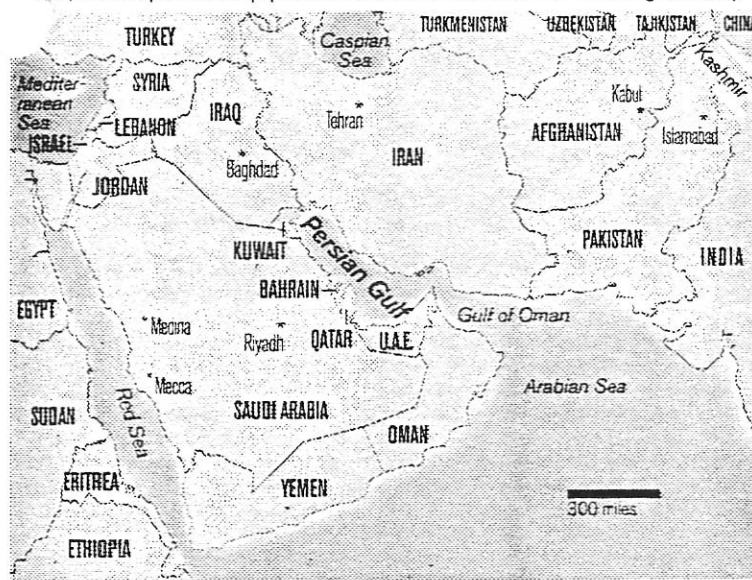 TURKEY
Caspian
Sea
TURKMENISTAN
UZBEKISTAN
TAJIKISTAN
CHINA
Mediter-
ranean
Sea
SYRIA
LEBANON
ISRAEL
IRAQ
Baghdad
Tehran
IRAN
Kabul
AFGHANISTAN
Islamabad
Kashmir
JORDAN
KUWAIT
Persian Gulf
PAKISTAN
INDIA
EGYPT
BAHRAIN
Medina
Riyadh
QATAR
U.A.E.
Gulf of Oman
Mecca
Red Sea
SAUDI ARABIA
Arabian Sea
SUDAN
OMAN
ERITREA
YEMEN
300 miles
ETHIOPIA